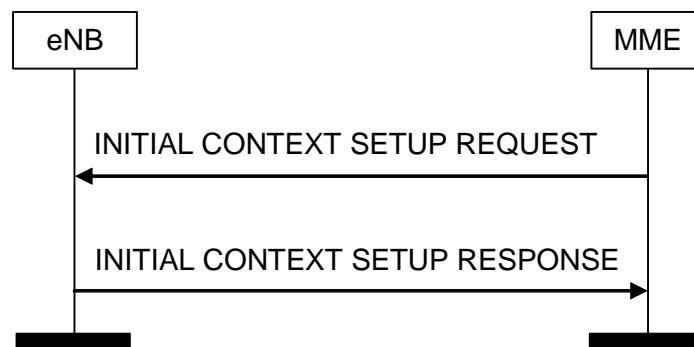 eNB
MME
INITIAL CONTEXT SETUP REQUEST
INITIAL CONTEXT SETUP RESPONSE